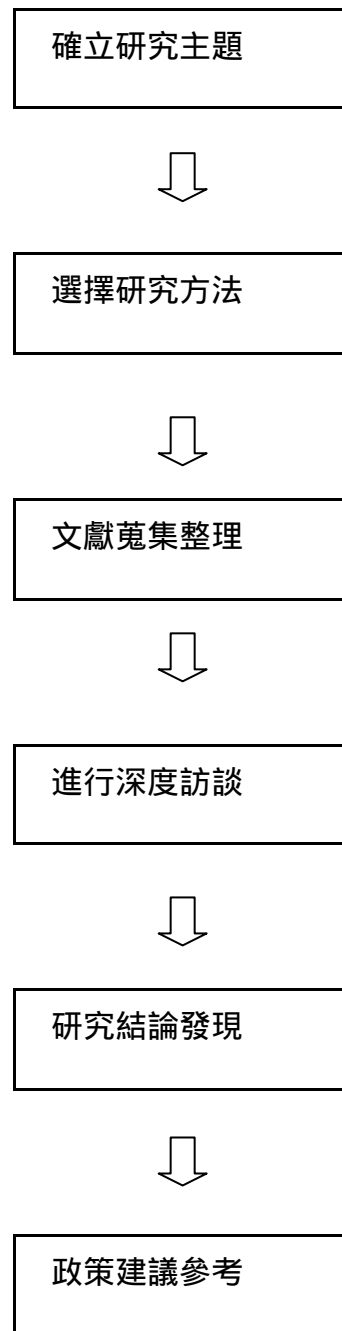 確立研究主題
選擇研究方法
文獻蒐集整理
進行深度訪談
研究結論發現
政策建議參考